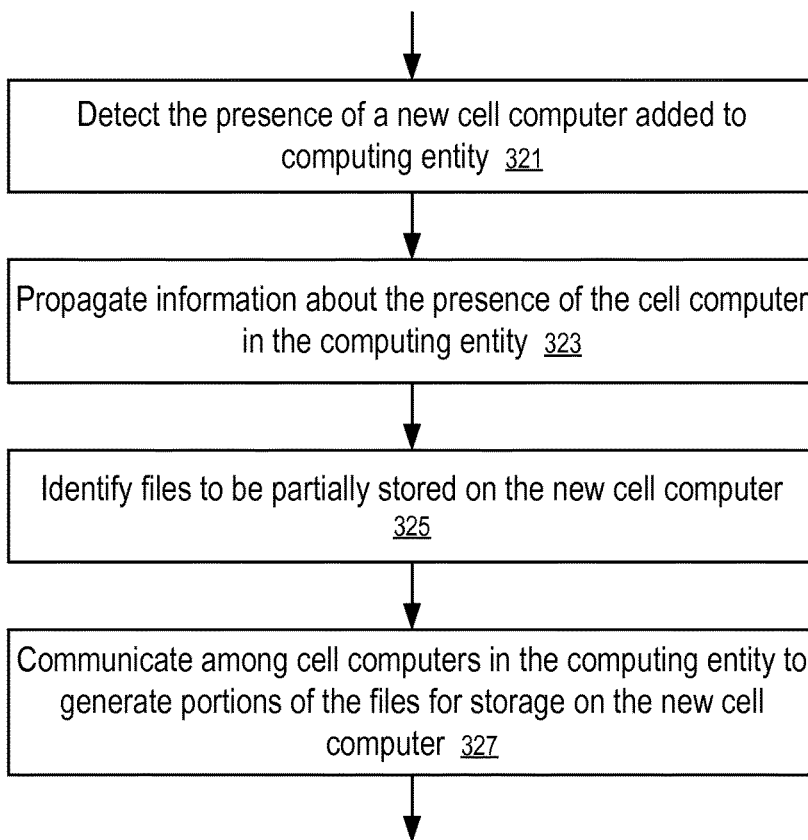 Detect the presence of a new cell computer added to
computing entity 321
Propagate information about the presence of the cell computer
in the computing entity 323
Identify files to be partially stored on the new cell computer
325
Communicate among cell computers in the computing entity to
generate portions of the files for storage on the new cell
computer 327